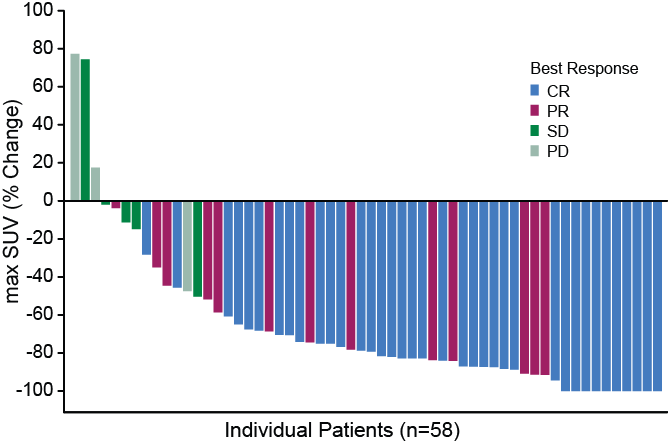 100
80
60
40
20
0
-20
-40
-60
-80
-100
max SUV (% Change)
Best Response
CR
PR
SD
PD
Individual Patients (n=58)